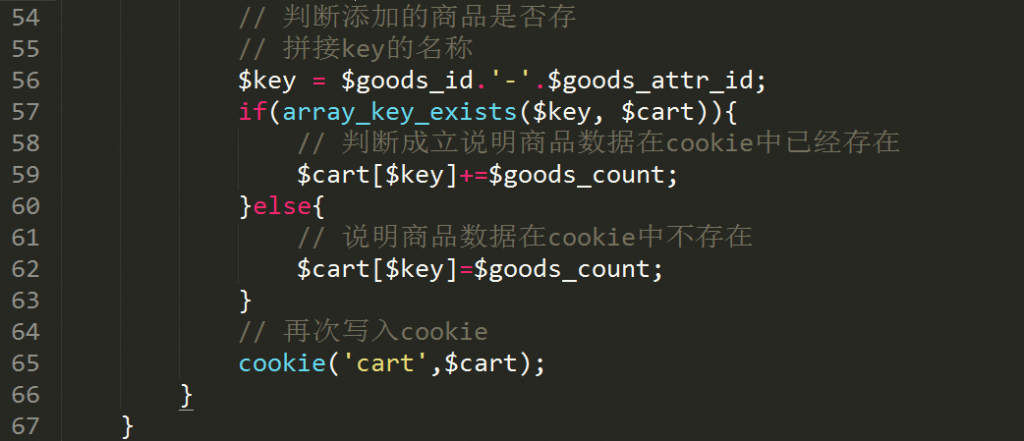 54 // 判断添加的商品是否存
55 // 拼接key的名称
56 $key = $goods_id.'-'.$goods_attr_id;
57 if(array_key_exists($key, $cart)){
58 // 判断成立说明商品数据在cookie中已经存在
59 $cart[$key]+=$goods_count;
60 }else{
61 // 说明商品数据在cookie中不存在
62 $cart[$key]=$goods_count;
63 }
64 // 再次写入cookie
65 cookie('cart',$cart);
66 }
67 }